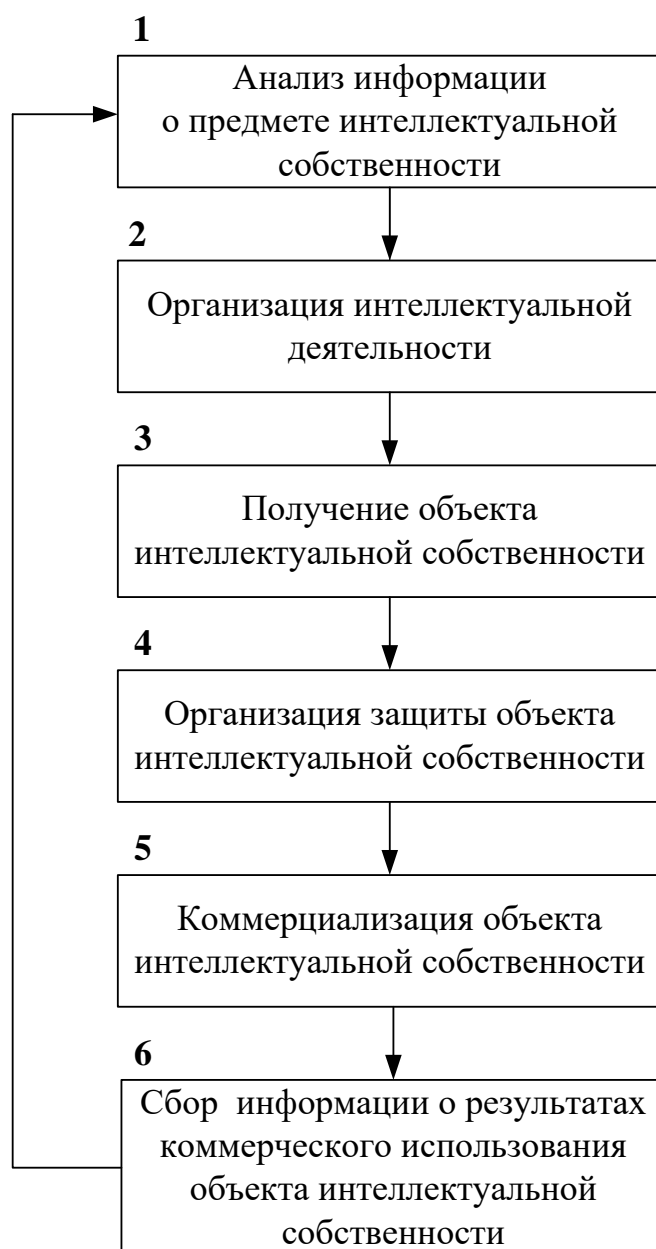 1
Анализ информации
о предмете интеллектуальной
собственности
2
Организация интеллектуальной
деятельности
3
Получение объекта
интеллектуальной собственности
4
Организация защиты объекта
интеллектуальной собственности
5
Коммерциализация объекта
интеллектуальной собственности
6
Сбор информации о результатах
коммерческого использования
объекта интеллектуальной
собственности